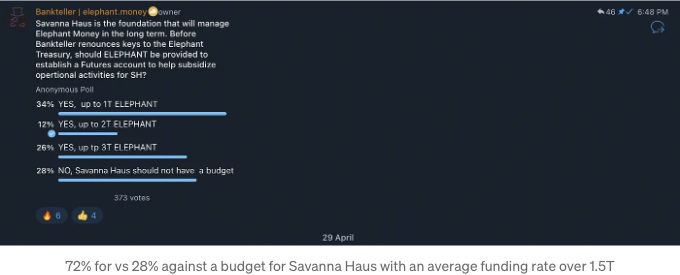 Bankteller | elephant.money owner
46 6:48 PM
Savanna Haus is the foundation that will manage
Elephant Money in the long term. Before
Bankteller renounces keys to the Elephant
Treasury, should ELEPHANT be provided to
establish a Futures account to help subsidize
opertional activities for SH?
Anonymous Poll
34% YES, up to 1T ELEPHANT
12% YES, up to 2T ELEPHANT
26% YES, up tp 3T ELEPHANT
28% NO, Savanna Haus should not have a budget
373 votes
6 4
29 April
72% for vs 28% against a budget for Savanna Haus with an average funding rate over 1.5T